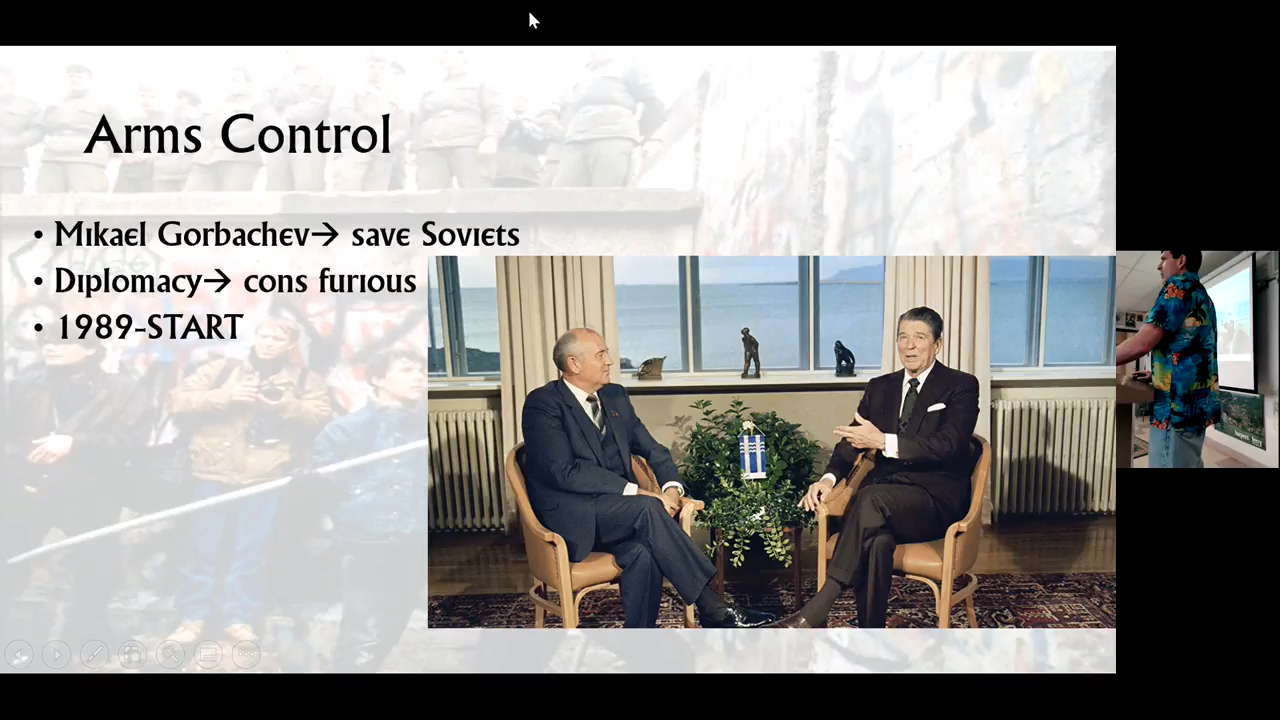 Arms Control
• Mikael Gorbachev→ save Soviets
• Diplomacy→ cons furious
• 1989-START